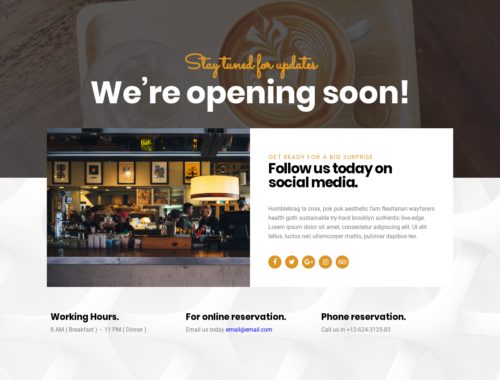 Stay tuned for updates
We're opening soon!
GET READY FOR A BIG SURPRISE.
Follow us today on
social media.
Humblebrag la croix, pok pok aesthetic fam flexitarian wayfarers
health goth sustainable try-hard brooklyn authentic live-edge.
Lorem ipsum dolor sit amet, consectetur adipiscing elit. Ut elit
tellus, luctus nec ullamcorper mattis, pulvinar dapibus leo.
Working Hours.
For online reservation.
Phone reservation.
8 AM ( Breakfast ) – 11 PM ( Dinner )
Email us today email@email.com
Call us in +12-624-3125-83